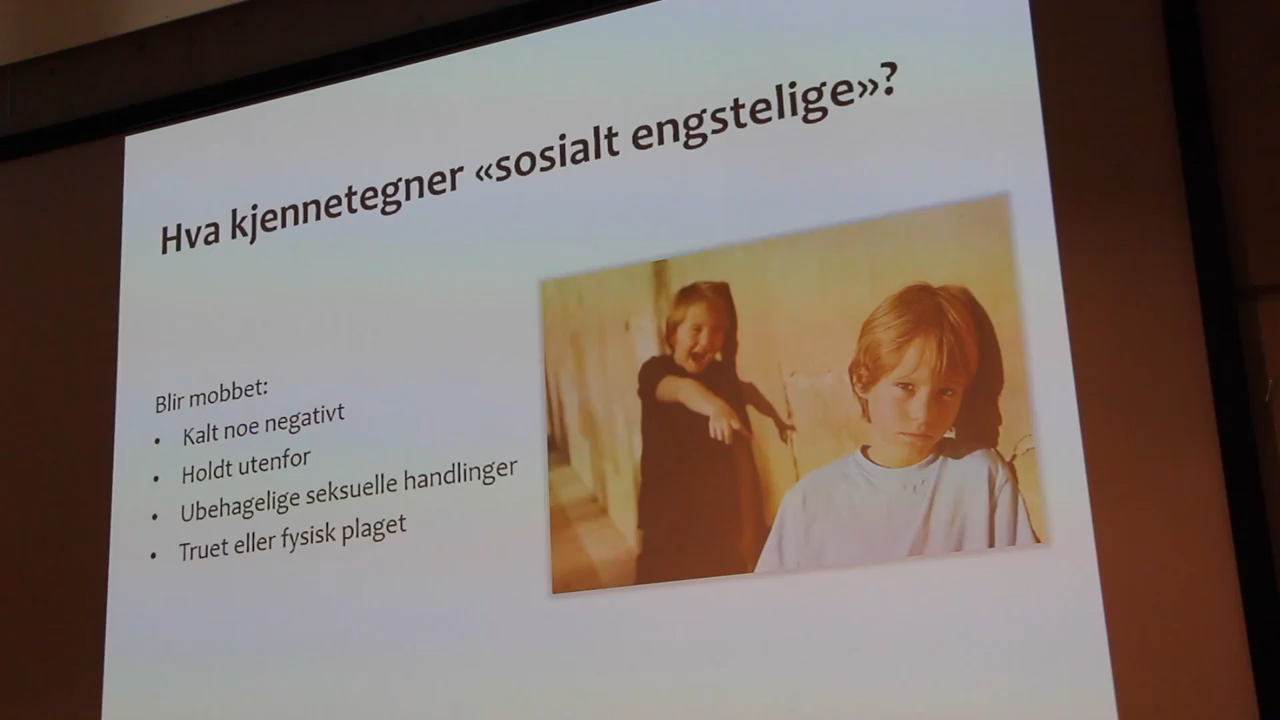 Hva kjennetegner «sosialt engstelige»?
Blir mobbet:
• Kalt noe negativt
• Holdt utenfor
• Ubehagelige seksuelle handlinger
• Truet eller fysisk plaget